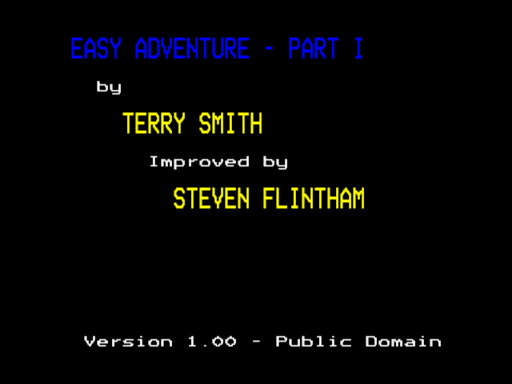 EASY ADVENTURE - PART I
by
TERRY SMITH
Improved by
STEVEN FLINTHAM
Version 1.00 - Public Domain